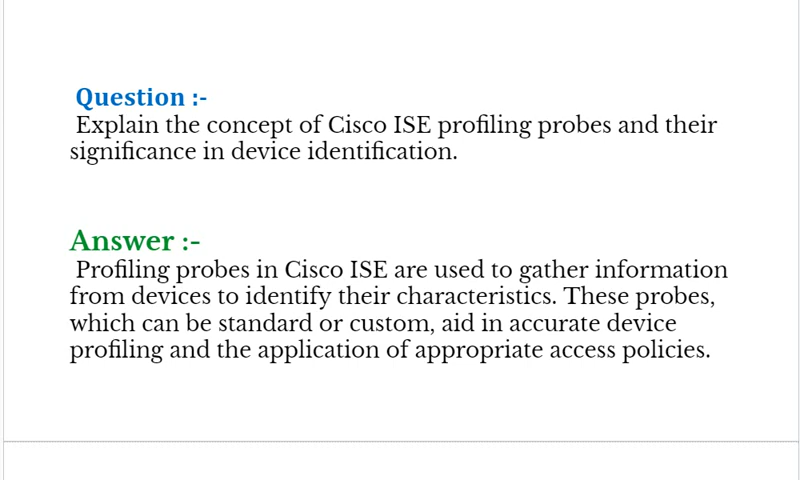 Question :-
Explain the concept of Cisco ISE profiling probes and their
significance in device identification.
Answer :-
Profiling probes in Cisco ISE are used to gather information
from devices to identify their characteristics. These probes,
which can be standard or custom, aid in accurate device
profiling and the application of appropriate access policies.